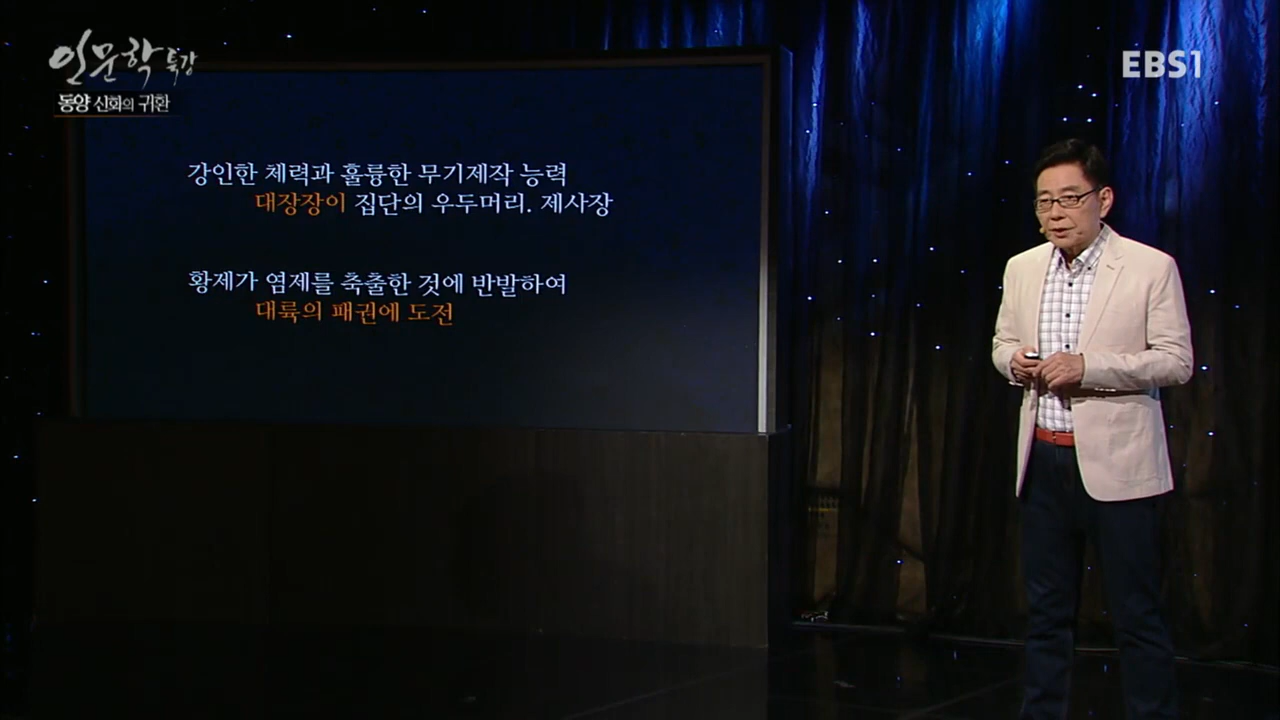 인문학 특강
동양 신화의 귀환
EBS1
강인한 체력과 훌륭한 무기제작 능력
대장장이 집단의 우두머리. 제사장
황제가 염제를 축출한 것에 반발하여
대륙의 패권에 도전